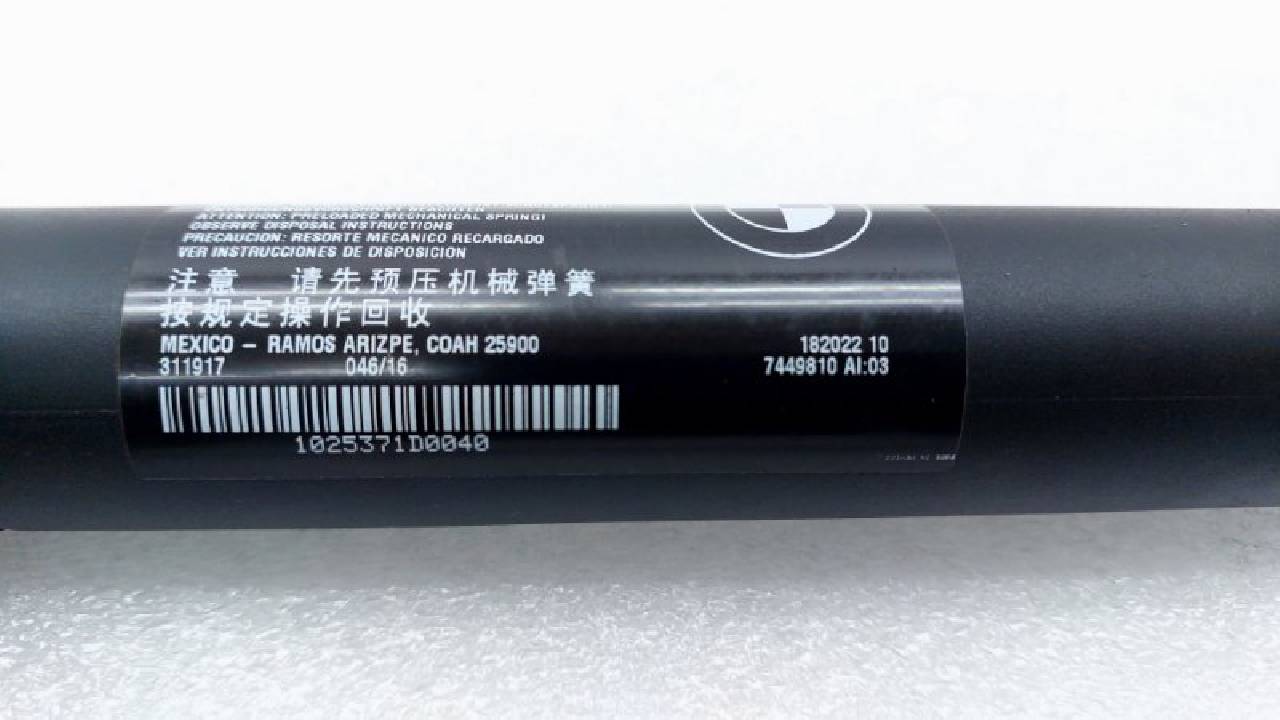 ATTENTION: PRELOADED MECHANICAL SPRING!
OBSERVE DISPOSAL INSTRUCTIONS
PRECAUCION: RESORTE MECANICO RECARGADO
VER INSTRUCCIONES DE DISPOSICION
注意 请先预压机械弹簧
按规定操作回收
MEXICO – RAMOS ARIZPE, COAH 25900
311917 046/16
182022 10
7449810 AI:03
1025371D0040